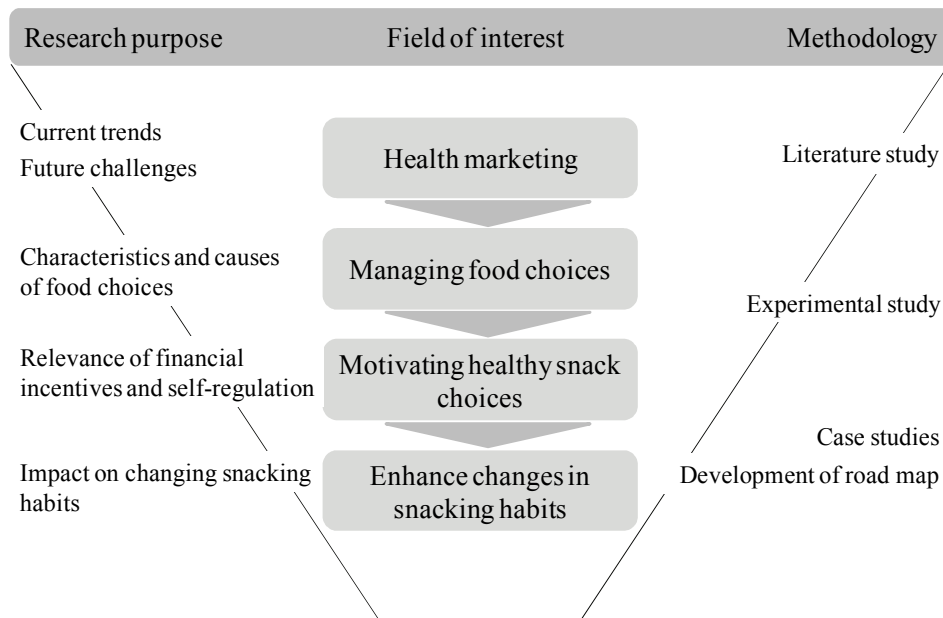 Research purpose
Field of interest
Methodology
Current trends
Future challenges
Health marketing
Literature study
Characteristics and causes
of food choices
Managing food choices
Experimental study
Relevance of financial
incentives and self-regulation
Motivating healthy snack
choices
Case studies
Development of road map
Impact on changing snacking
habits
Enhance changes in
snacking habits